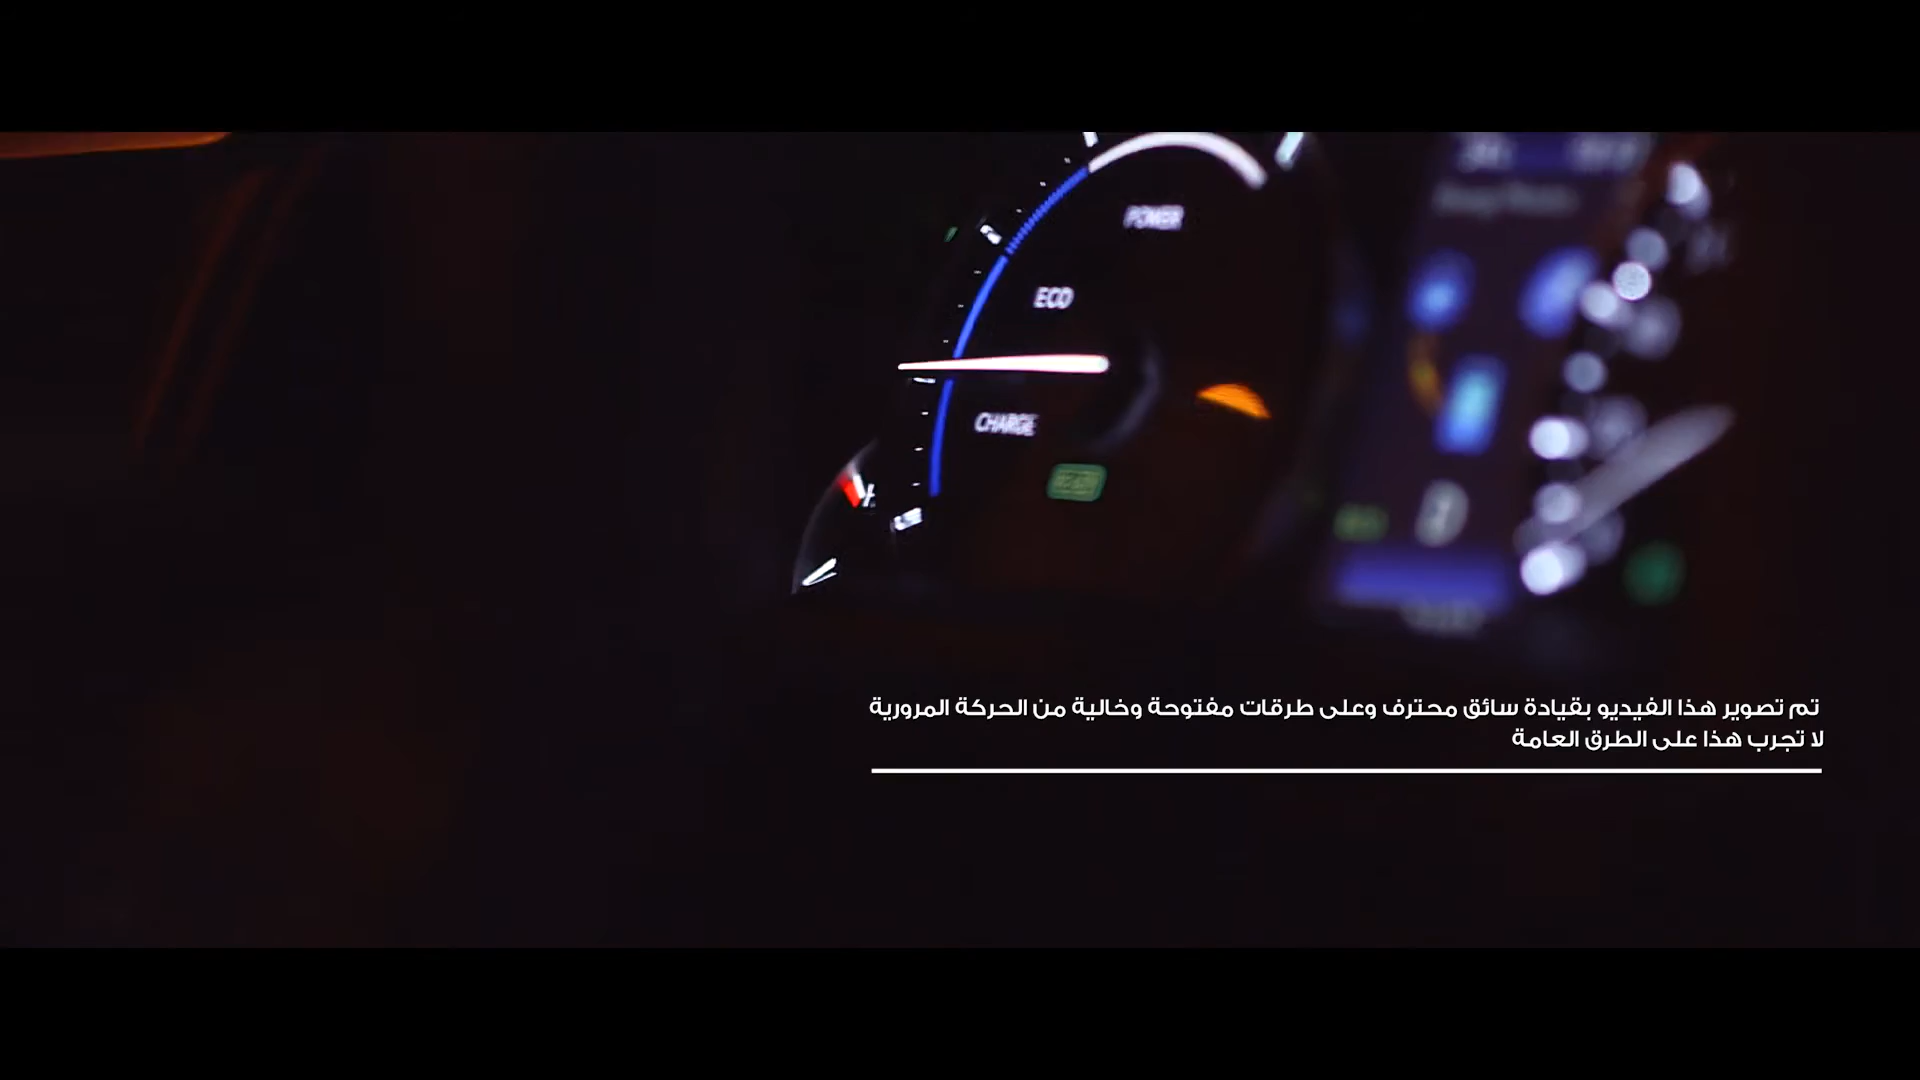 POWER
ECO
CHARGE
تم تصوير هذا الفيديو بقيادة سائق محترف وعلى طرقات مفتوحة وخالية من الحركة المرورية
لا تجرب هذا على الطرق العامة